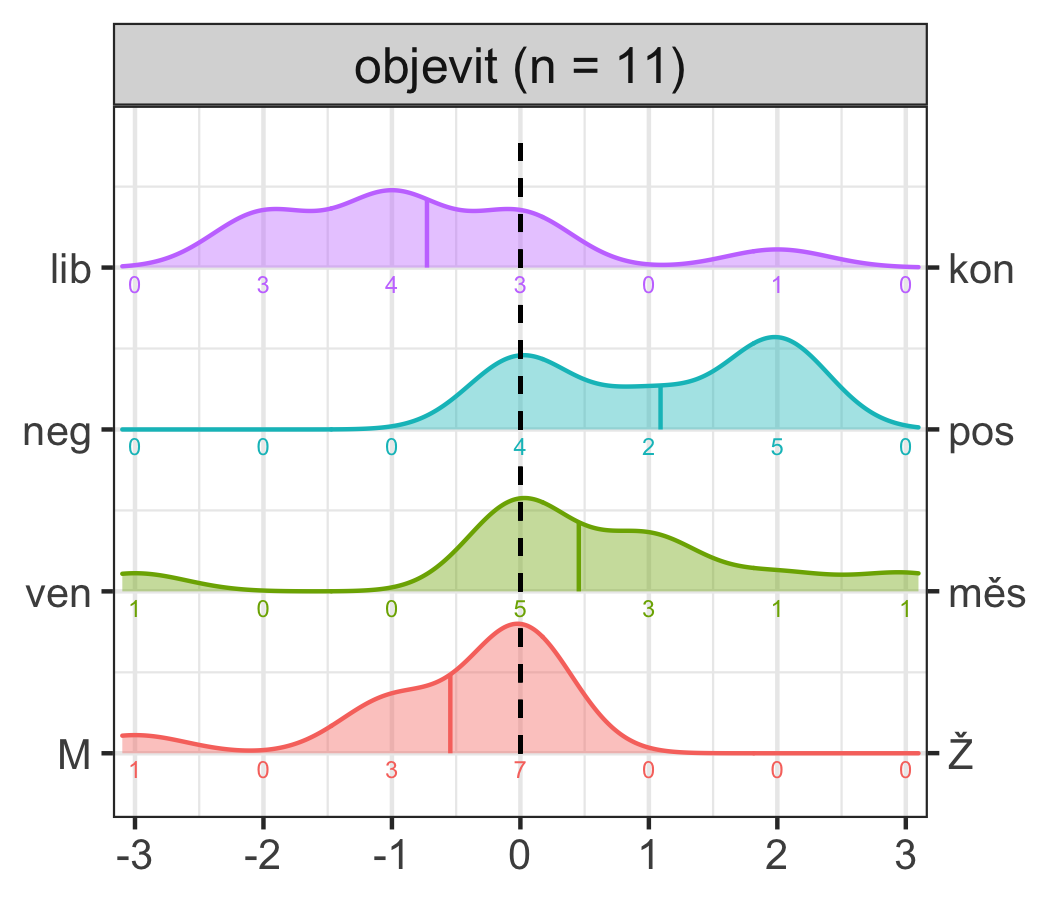 objevit (n = 11)
lib kon
0 3 4 3 0 1 0
neg pos
0 0 0 4 2 5 0
ven měs
1 0 0 5 3 1 1
M Ž
1 0 3 7 0 0 0
-3 -2 -1 0 1 2 3